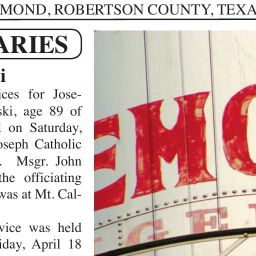 MOND, ROBERTSON COUNTY, TEXA
ARIES
i
ices for Jose-
ski, age 89 of
l on Saturday,
oseph Catholic
. Msgr. John
the officiating
was at Mt. Cal-
vice was held
iday, April 18
EMO
GEE